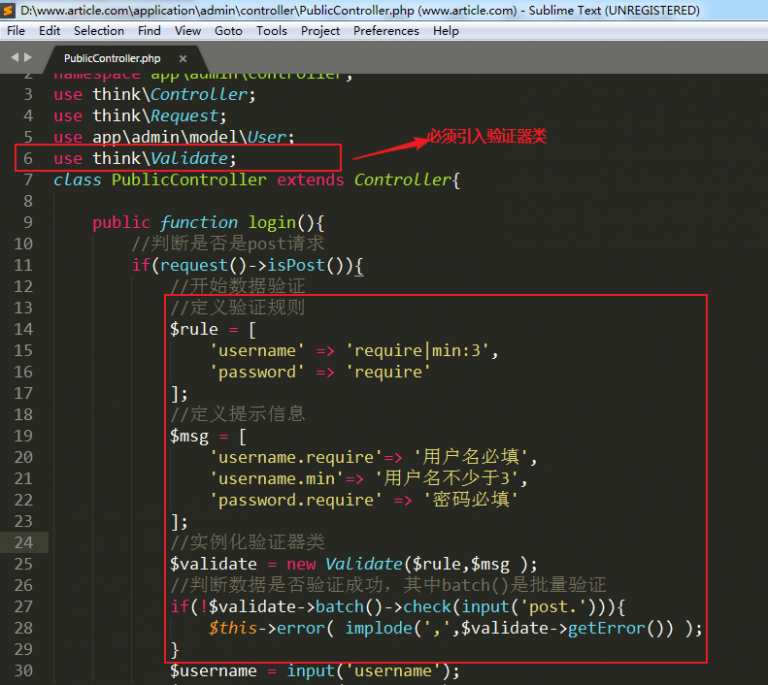 D:\www.article.com\application\admin\controller\PublicController.php (www.article.com) - Sublime Text (UNREGISTERED)
File Edit Selection Find View Goto Tools Project Preferences Help
PublicController.php ×
2 namespace app\admin\controller;
3 use think\Controller;
4 use think\Request;
5 use app\admin\model\User;
必须引入验证器类
6 use think\Validate;
7 class PublicController extends Controller{
8
9 public function login(){
10 //判断是否是post请求
11 if(request()->isPost()){
12 //开始数据验证
13 //定义验证规则
14 $rule = [
15 'username' => 'require|min:3',
16 'password' => 'require'
17 ];
18 //定义提示信息
19 $msg = [
20 'username.require'=> '用户名必填',
21 'username.min'=> '用户名不少于3',
22 'password.require' => '密码必填'
23 ];
24 //实例化验证器类
25 $validate = new Validate($rule,$msg );
26 //判断数据是否验证成功，其中batch()是批量验证
27 if(!$validate->batch()->check(input('post.'))){
28 $this->error( implode(',',$validate->getError()) );
29 }
30 $username = input('username');